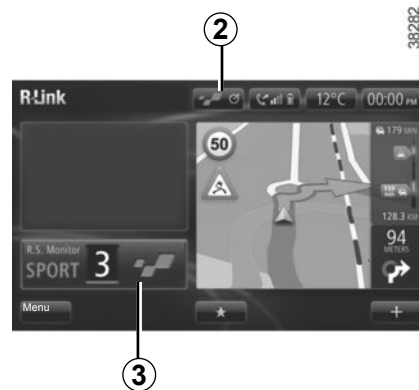 2
38282
R-Link
12°C
00:00 PM
50
179 MIN
128.3 KM
94
METERS
R.S. Monitor
SPORT 3
Menu
3